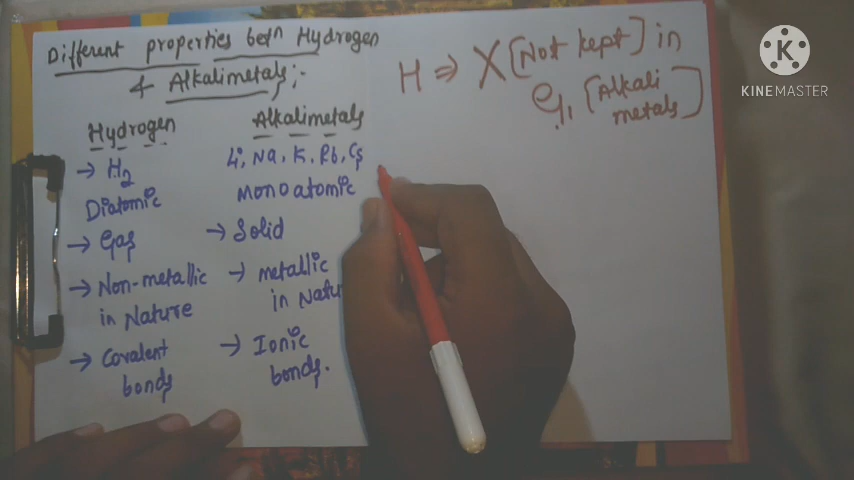 Different properties betn Hydrogen
& Alkalimetals:-
Hydrogen
→ H2
Diatomic
→ Gas
→ Non-metallic
in Nature
→ Covalent
bonds
Alkalimetals
Li, Na, K, Rb, Cs
Monoatomic
→ Solid
→ metallic
in Natu
→ Ionic
bonds.
H ⇒ X [Not kept] in
G1 [Alkali
metals]
K
KINEMASTER